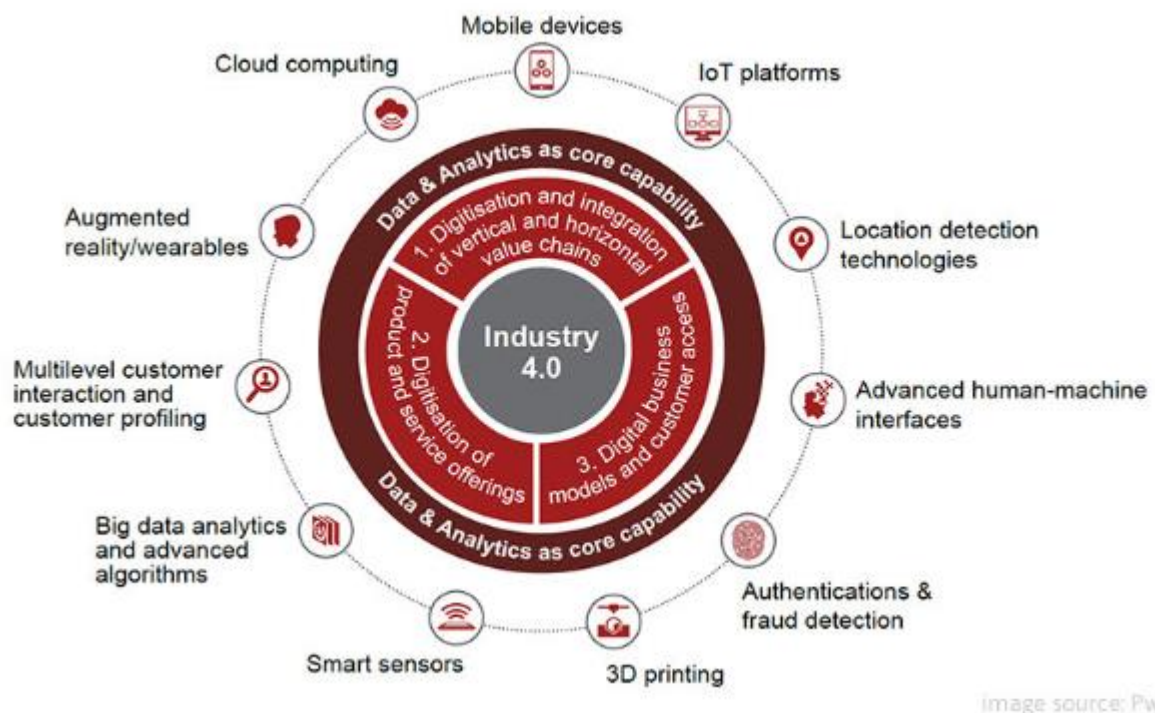 Mobile devices
Cloud computing
IoT platforms
Augmented
reality/wearables
Location detection
technologies
Multilevel customer
interaction and
customer profiling
Advanced human-machine
interfaces
Big data analytics
and advanced
algorithms
Authentications &
fraud detection
Smart sensors
3D printing
Data & Analytics as core capability
1. Digitisation and integration
of vertical and horizontal
value chains
2. Digitisation of
product and service offerings
3. Digital business
models and customer access
Industry
4.0
Data & Analytics as core capability
image source: Pw